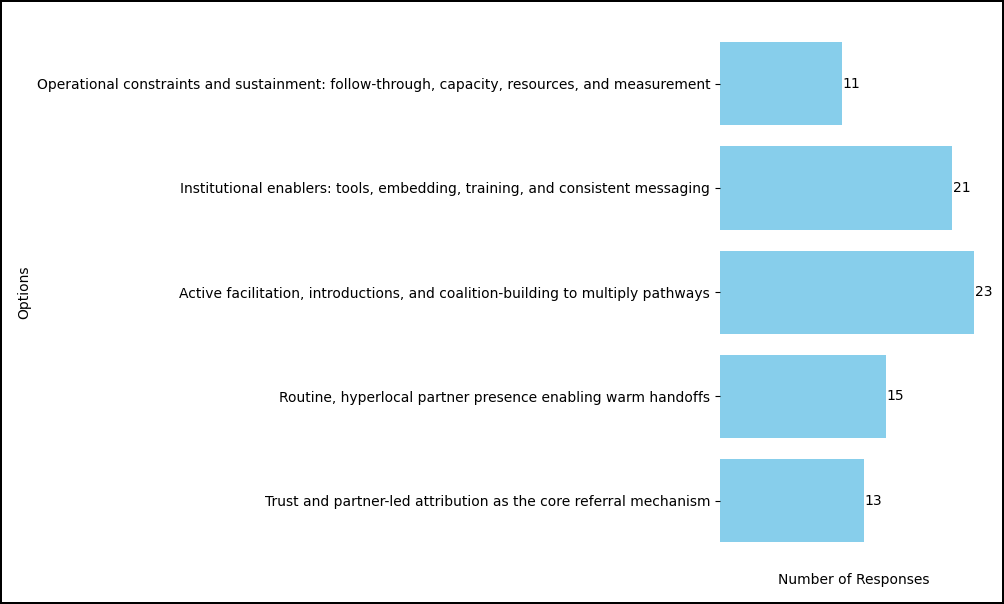 Operational constraints and sustainment: follow-through, capacity, resources, and measurement
11
Institutional enablers: tools, embedding, training, and consistent messaging
21
Options
Active facilitation, introductions, and coalition-building to multiply pathways
23
Routine, hyperlocal partner presence enabling warm handoffs
15
Trust and partner-led attribution as the core referral mechanism
13
Number of Responses